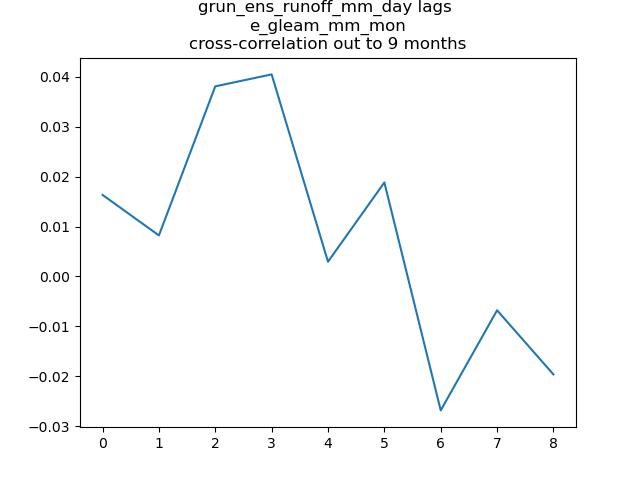 grun_ens_runoff_mm_day lags
e_gleam_mm_mon
cross-correlation out to 9 months
0.04
0.03
0.02
0.01
0.00
−0.01
−0.02
−0.03
0 1 2 3 4 5 6 7 8